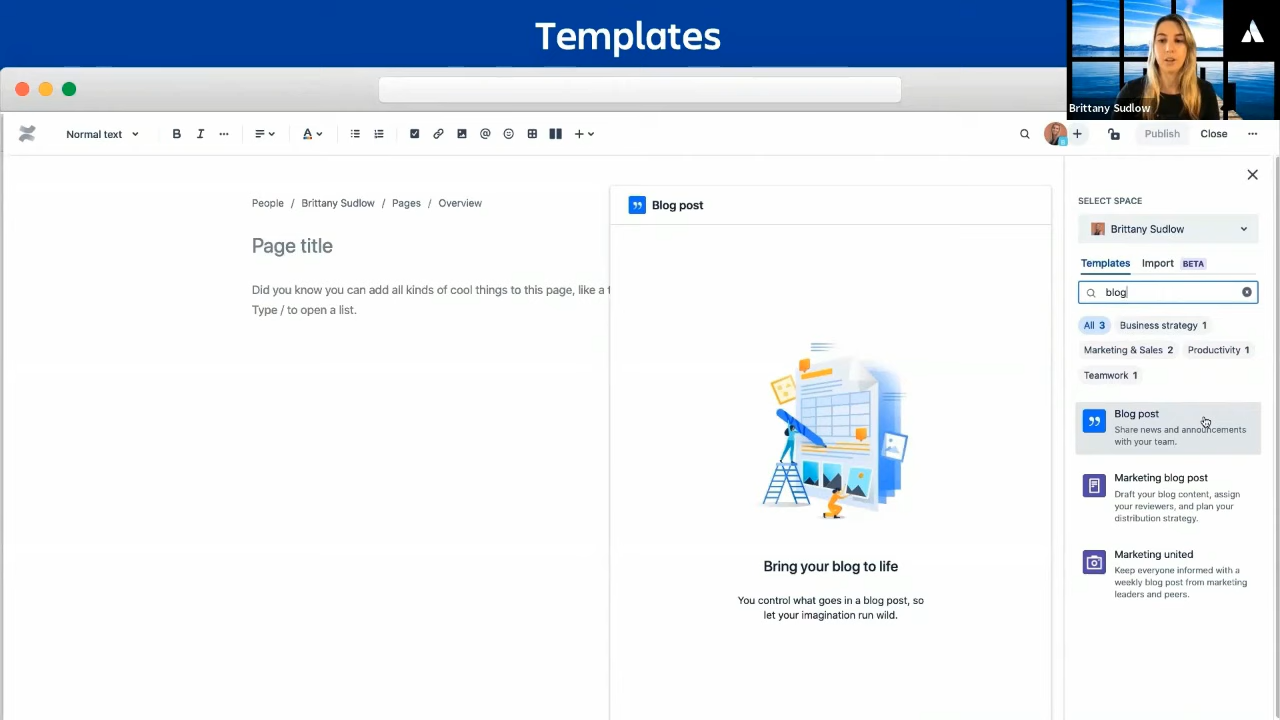 Templates
Brittany Sudlow
Normal text
B I A
Publish Close
People / Brittany Sudlow / Pages / Overview
Page title
Did you know you can add all kinds of cool things to this page, like a t
Type / to open a list.
Blog post
Bring your blog to life
You control what goes in a blog post, so
let your imagination run wild.
SELECT SPACE
Brittany Sudlow
Templates Import BETA
blog
All 3 Business strategy 1
Marketing & Sales 2 Productivity 1
Teamwork 1
Blog post
Share news and announcements
with your team.
Marketing blog post
Draft your blog content, assign
your reviewers, and plan your
distribution strategy.
Marketing united
Keep everyone informed with a
weekly blog post from marketing
leaders and peers.